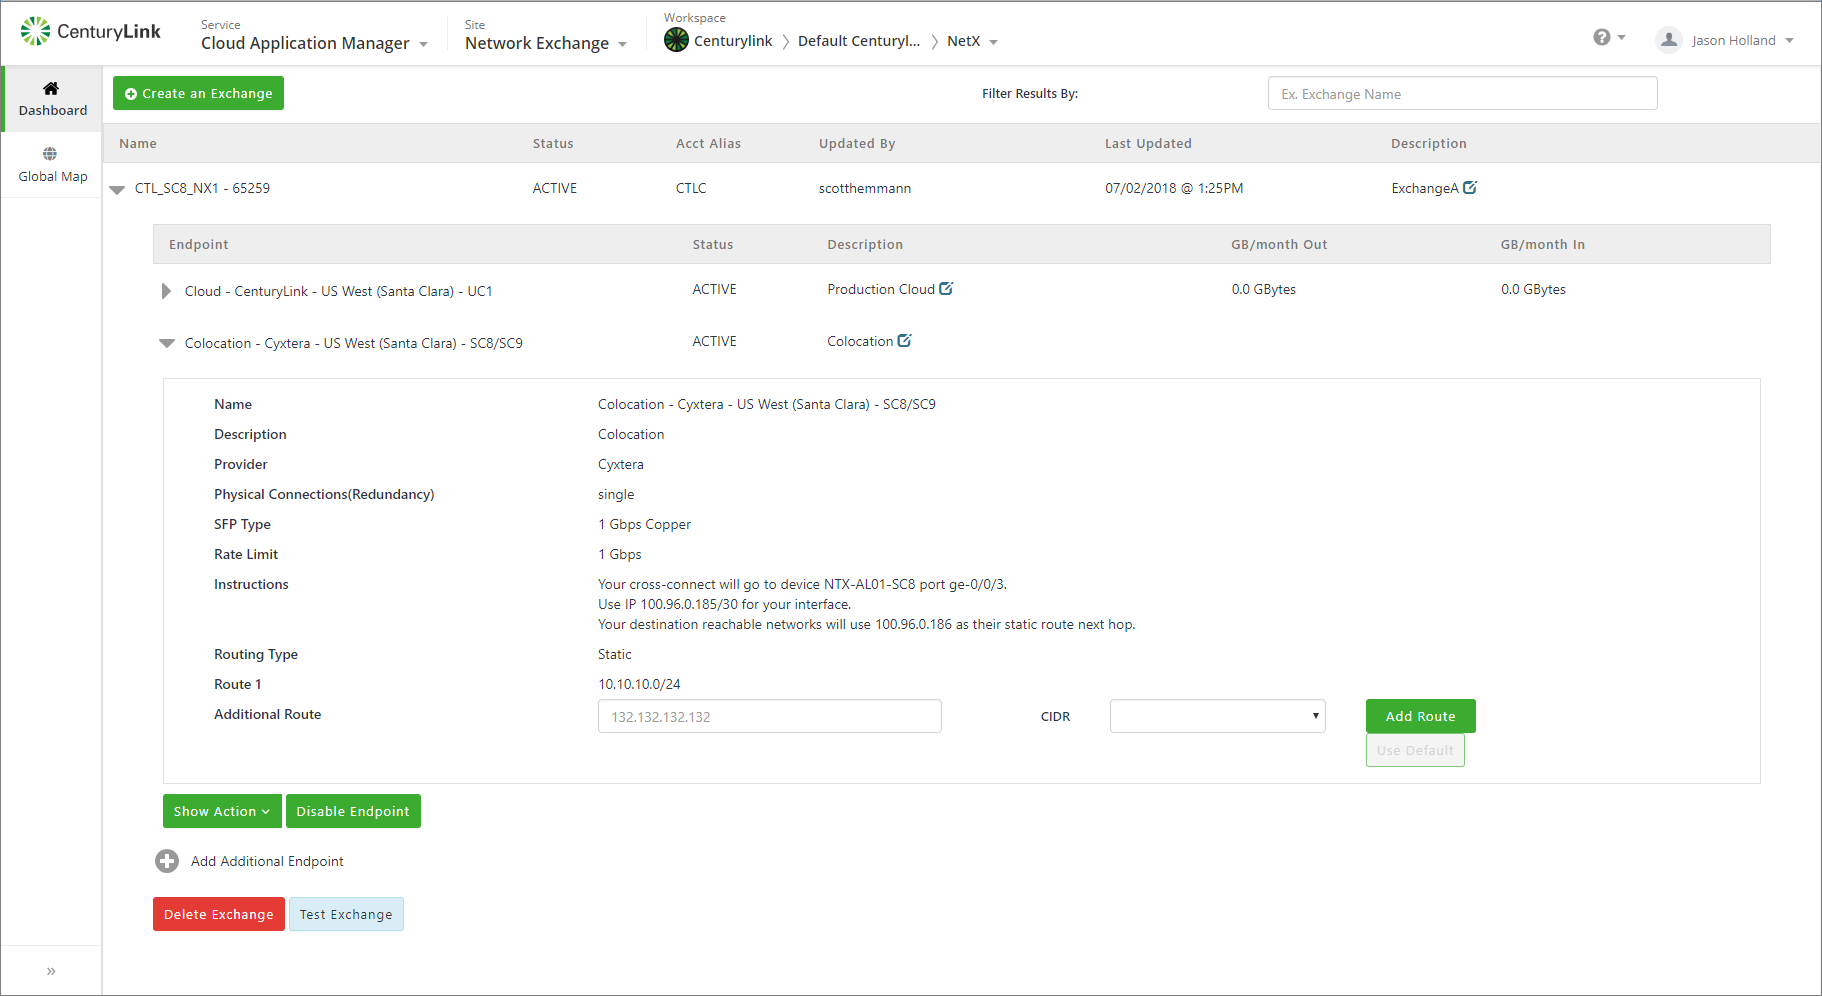 CenturyLink
Service
Cloud Application Manager
Site
Network Exchange
Workspace
Centurylink
Default Centuryl...
NetX
Jason Holland
Dashboard
Global Map
Create an Exchange
Filter Results By:
Ex. Exchange Name
Name Status Acct Alias Updated By Last Updated Description
CTL_SC8_NX1 - 65259 ACTIVE CTLC scotthemmann 07/02/2018 @ 1:25PM ExchangeA
Endpoint Status Description GB/month Out GB/month In
Cloud - CenturyLink - US West (Santa Clara) - UC1 ACTIVE Production Cloud 0.0 GBytes 0.0 GBytes
Colocation - Cyxtera - US West (Santa Clara) - SC8/SC9 ACTIVE Colocation
Name Colocation - Cyxtera - US West (Santa Clara) - SC8/SC9
Description Colocation
Provider Cyxtera
Physical Connections(Redundancy) single
SFP Type 1 Gbps Copper
Rate Limit 1 Gbps
Instructions Your cross-connect will go to device NTX-AL01-SC8 port ge-0/0/3.
Use IP 100.96.0.185/30 for your interface.
Your destination reachable networks will use 100.96.0.186 as their static route next hop.
Routing Type Static
Route 1 10.10.10.0/24
Additional Route 132.132.132.132 CIDR Add Route
Use Default
Show Action Disable Endpoint
Add Additional Endpoint
Delete Exchange Test Exchange
»